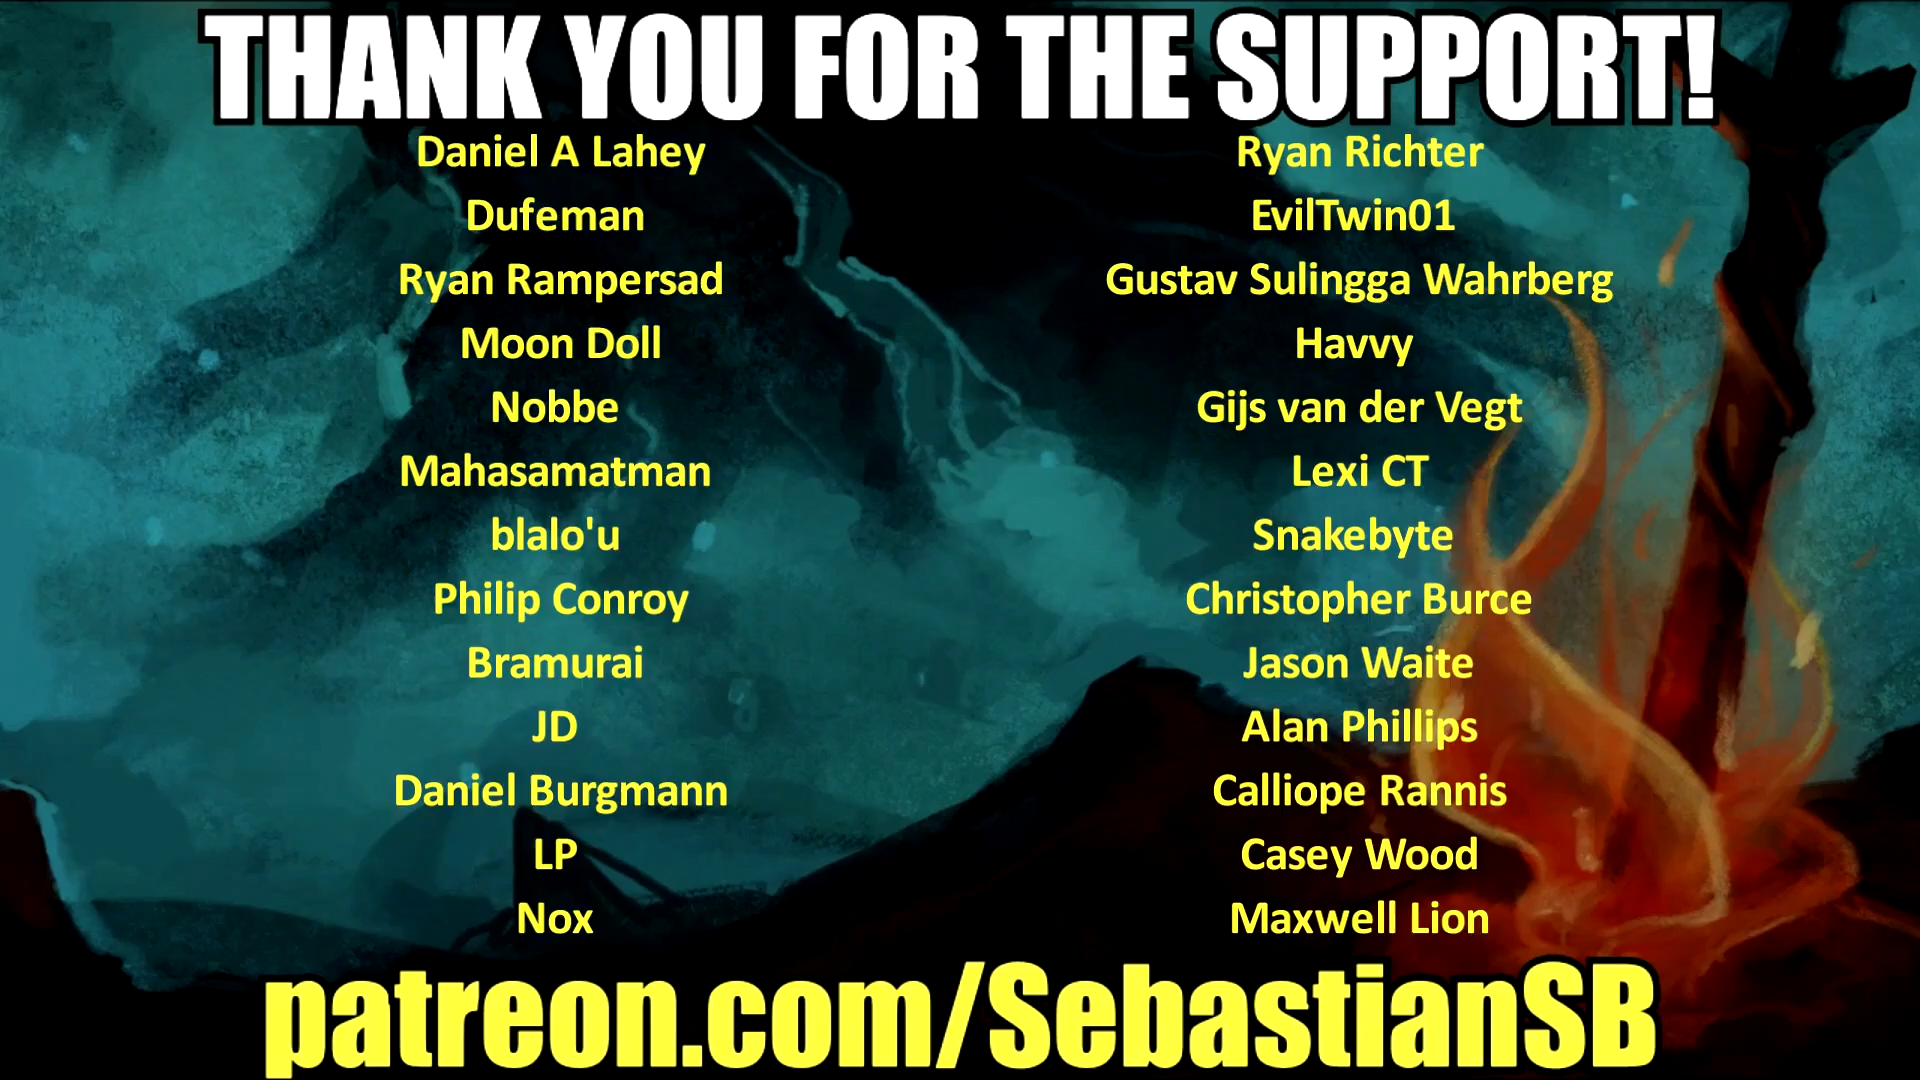 THANK YOU FOR THE SUPPORT!
Daniel A Lahey
Dufeman
Ryan Rampersad
Moon Doll
Nobbe
Mahasamatman
blalo'u
Philip Conroy
Bramurai
JD
Daniel Burgmann
LP
Nox
Ryan Richter
EvilTwin01
Gustav Sulingga Wahrberg
Havvy
Gijs van der Vegt
Lexi CT
Snakebyte
Christopher Burce
Jason Waite
Alan Phillips
Calliope Rannis
Casey Wood
Maxwell Lion
patreon.com/SebastianSB